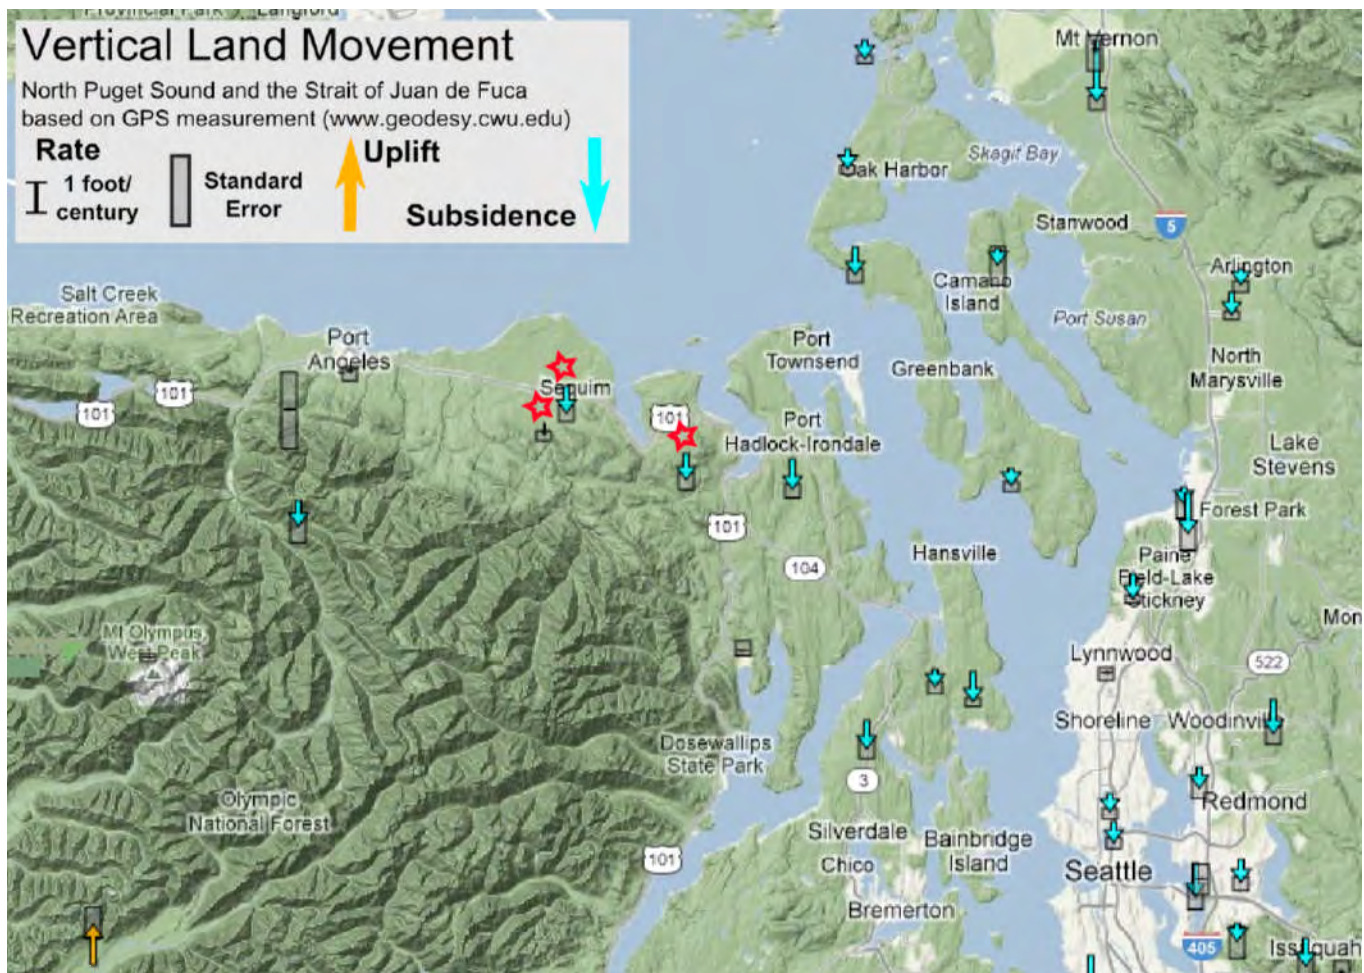 Provincial Park
Langford
Vertical Land Movement
North Puget Sound and the Strait of Juan de Fuca
based on GPS measurement (www.geodesy.cwu.edu)
Rate
1 foot/
century
Standard
Error
Uplift
Subsidence
Mt Vernon
Skagit Bay
Oak Harbor
Stanwood
5
Arlington
Camano
Island
Port Susan
Salt Creek
Recreation Area
Port
Angeles
Port
Townsend
Greenbank
North
Marysville
101
101
101
Sequim
101
Port
Hadlock-Irondale
Lake
Stevens
101
Forest Park
Hansville
104
Paine
Field-Lake
Stickney
Mt Olympus
West Peak
Mon
Lynnwood
522
Shoreline
Woodinville
Dosewallips
State Park
3
Redmond
Olympic
National Forest
Silverdale
Bainbridge
Island
101
Chico
Seattle
Bremerton
405
Issaquah